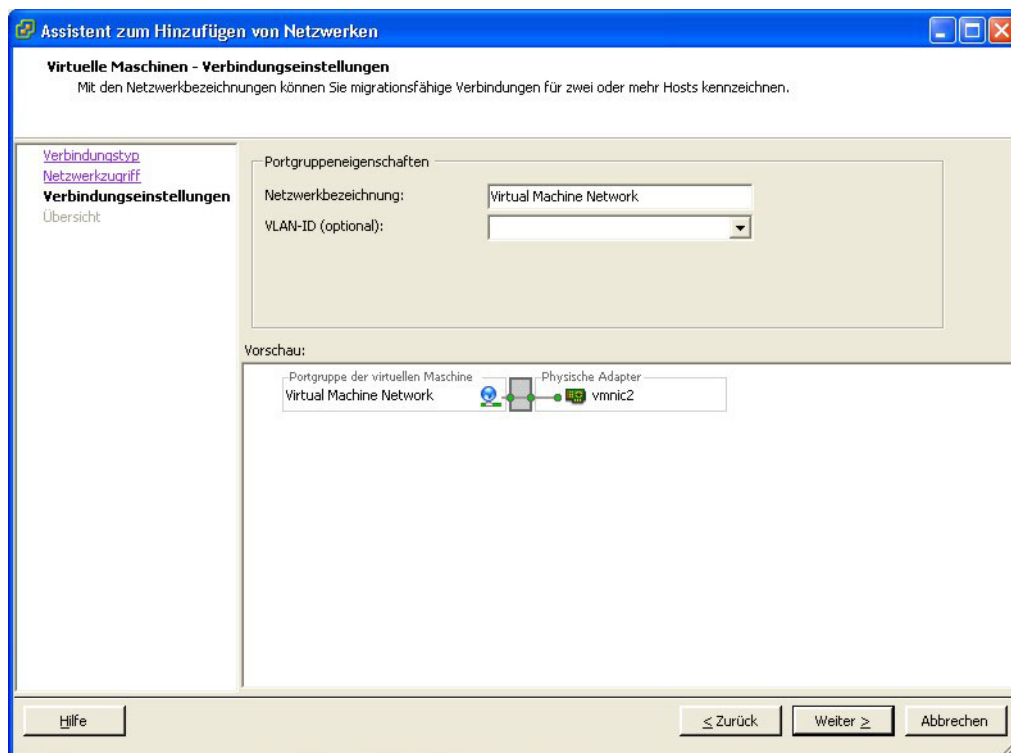 Assistent zum Hinzufügen von Netzwerken
Virtuelle Maschinen - Verbindungseinstellungen
Mit den Netzwerkbezeichnungen können Sie migrationsfähige Verbindungen für zwei oder mehr Hosts kennzeichnen.
Verbindungstyp
Netzwerkzugriff
Verbindungseinstellungen
Übersicht
Portgruppeneigenschaften
Netzwerkbezeichnung: Virtual Machine Network
VLAN-ID (optional):
Vorschau:
Portgruppe der virtuellen Maschine Physische Adapter
Virtual Machine Network vmnic2
Hilfe < Zurück Weiter > Abbrechen